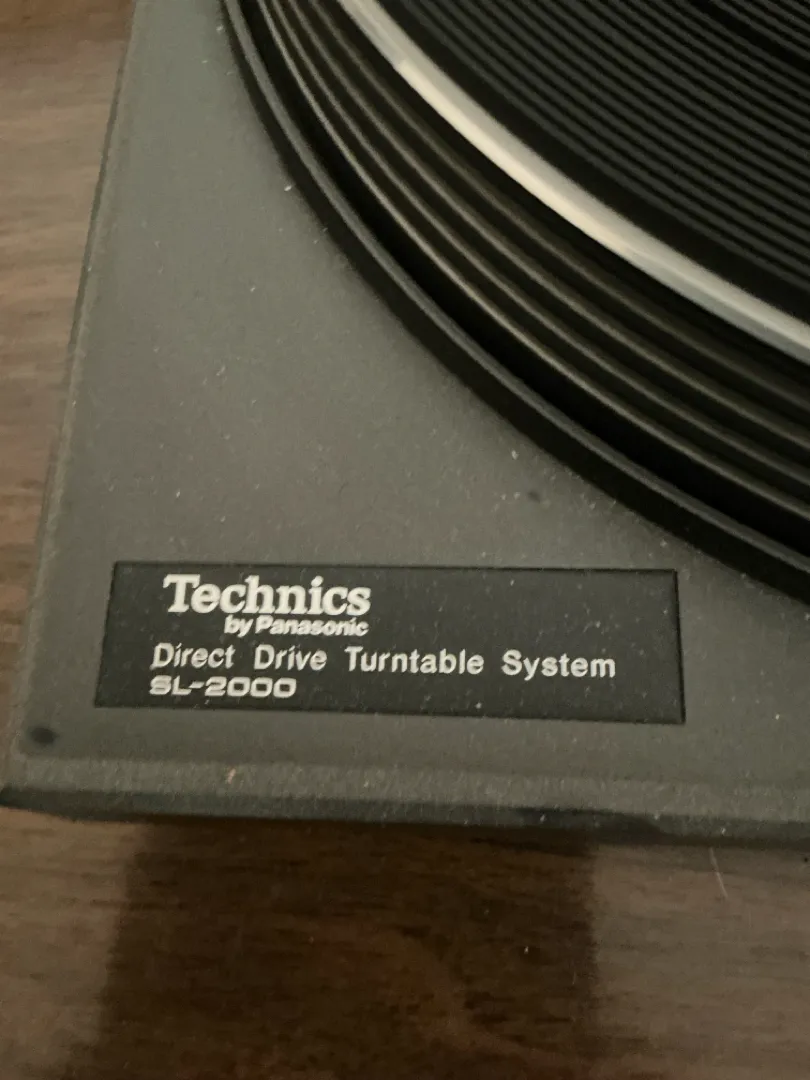 Technics
by Panasonic
Direct Drive Turntable System
SL-2000